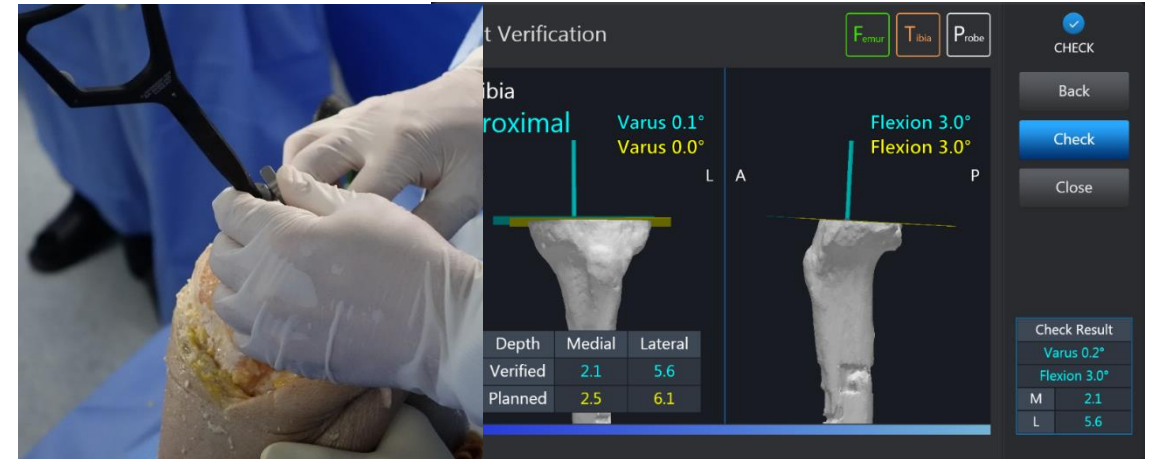 t Verification
Femur Tibia Probe
CHECK
Back
Check
Close
ibia
roximal
Varus 0.1°
Varus 0.0°
L
Flexion 3.0°
Flexion 3.0°
A P
Depth Medial Lateral
Verified 2.1 5.6
Planned 2.5 6.1
Check Result
Varus 0.2°
Flexion 3.0°
M 2.1
L 5.6